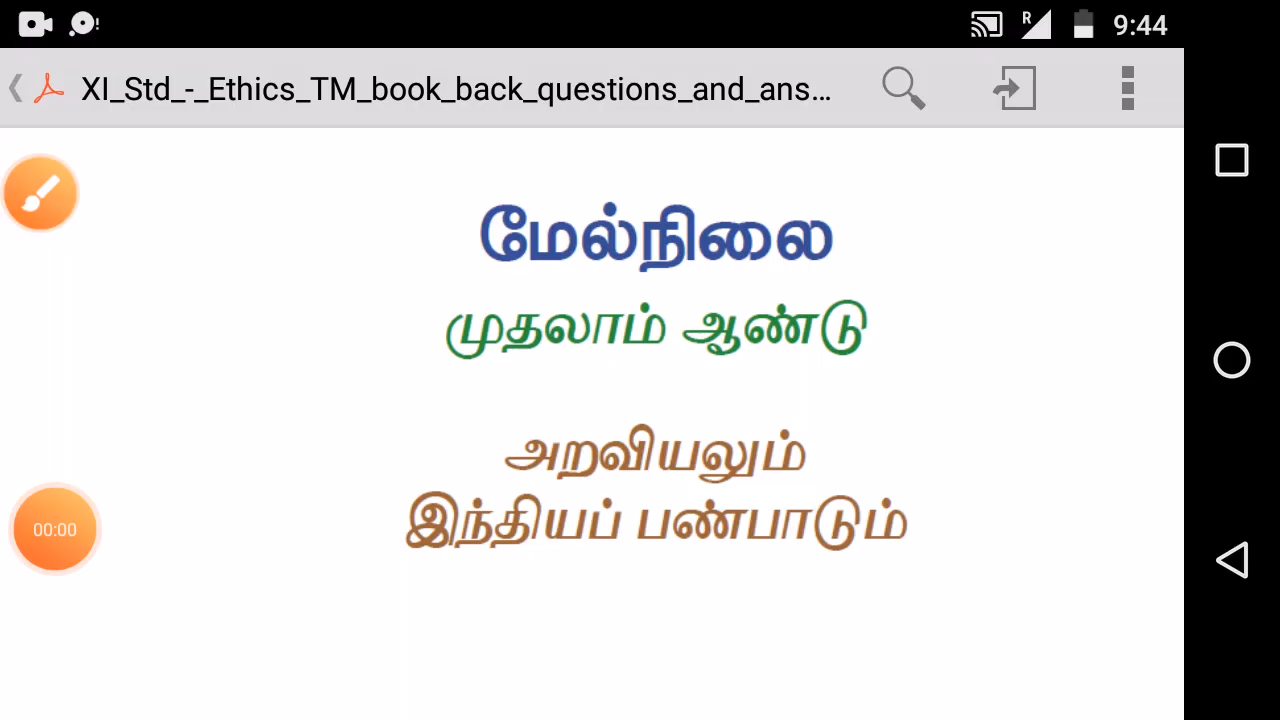 9:44
XI_Std_-_Ethics_TM_book_back_questions_and_ans...
மேல்நிலை
முதலாம் ஆண்டு
அறவியலும்
இந்தியப் பண்பாடும்
00:00
R